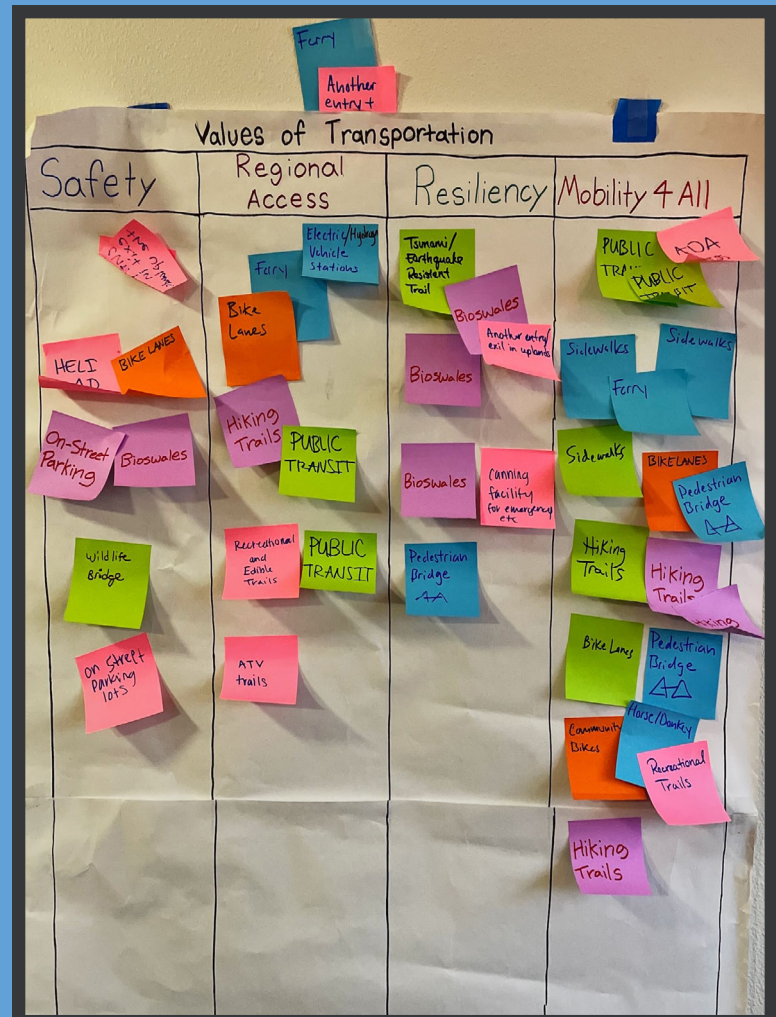 Ferry
Another
entry +
Values of Transportation
Safety
Regional
Access
Resiliency
Mobility 4 All
HELI
BIKE LANES
On-Street
Parking
Bioswales
Wildlife
Bridge
On Street
Parking
lots
Electric/Hydrogen
Vehicle
Stations
Ferry
Bike
Lanes
Hiking
Trails
PUBLIC
TRANSIT
Recreational
and
Edible
Trails
PUBLIC
TRANSIT
ATV
trails
Tsunami/
Earthquake
Resistent
Trail
Bioswales
Another entry/
exit in uplands
Bioswales
Bioswales
Canning
facility
for emergency
etc
Pedestrian
Bridge
PUBLIC
ADA
PUBLIC
Sidewalks
Sidewalks
Ferry
Sidewalks
BIKELANES
Pedestrian
Bridge
Hiking
Trails
Hiking
Trails
Hiking
Bike Lanes
Pedestrian
Bridge
Community
Bikes
Horse/Donkey
Recreational
Trails
Hiking
Trails